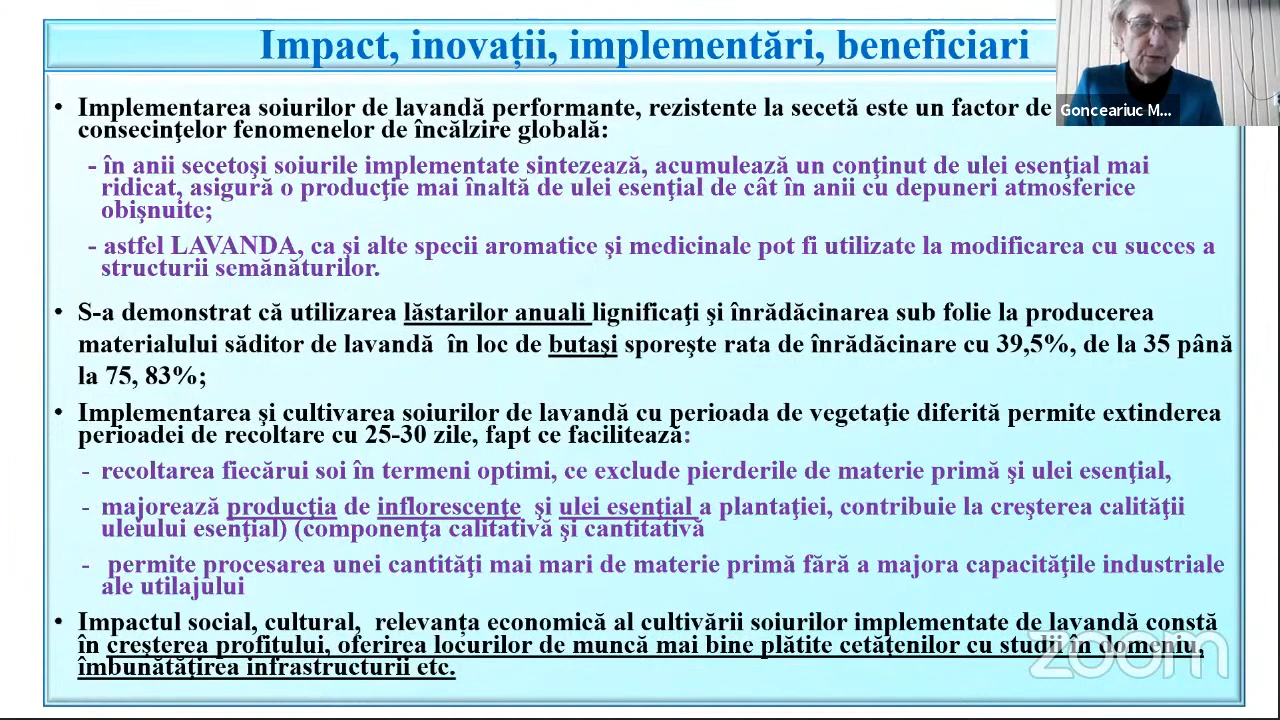 Impact, inovații, implementări, beneficiari
Gonceariuc M...
• Implementarea soiurilor de lavandă performante, rezistente la secetă este un factor de
consecinţelor fenomenelor de încălzire globală:
- în anii secetoşi soiurile implementate sintezează, acumulează un conţinut de ulei esenţial mai
ridicat, asigură o producţie mai înaltă de ulei esenţial de cât în anii cu depuneri atmosferice
obişnuite;
- astfel LAVANDA, ca și alte specii aromatice și medicinale pot fi utilizate la modificarea cu succes a
structurii semănăturilor.
• S-a demonstrat că utilizarea lăstarilor anuali lignificaţi şi înrădăcinarea sub folie la producerea
materialului săditor de lavandă în loc de butaşi sporeşte rata de înrădăcinare cu 39,5%, de la 35 până
la 75, 83%;
• Implementarea şi cultivarea soiurilor de lavandă cu perioada de vegetaţie diferită permite extinderea
perioadei de recoltare cu 25-30 zile, fapt ce facilitează:
- recoltarea fiecărui soi în termeni optimi, ce exclude pierderile de materie primă şi ulei esenţial,
- majorează producţia de inflorescenţe şi ulei esenţial a plantaţiei, contribuie la creşterea calităţii
uleiului esenţial) (componenţa calitativă şi cantitativă
- permite procesarea unei cantităţi mai mari de materie primă fără a majora capacităţile industriale
ale utilajului
• Impactul social, cultural, relevanța economică al cultivării soiurilor implementate de lavandă constă
în creşterea profitului, oferirea locurilor de muncă mai bine plătite cetăţenilor cu studii în domeniu,
îmbunătăţirea infrastructurii etc.
zoom